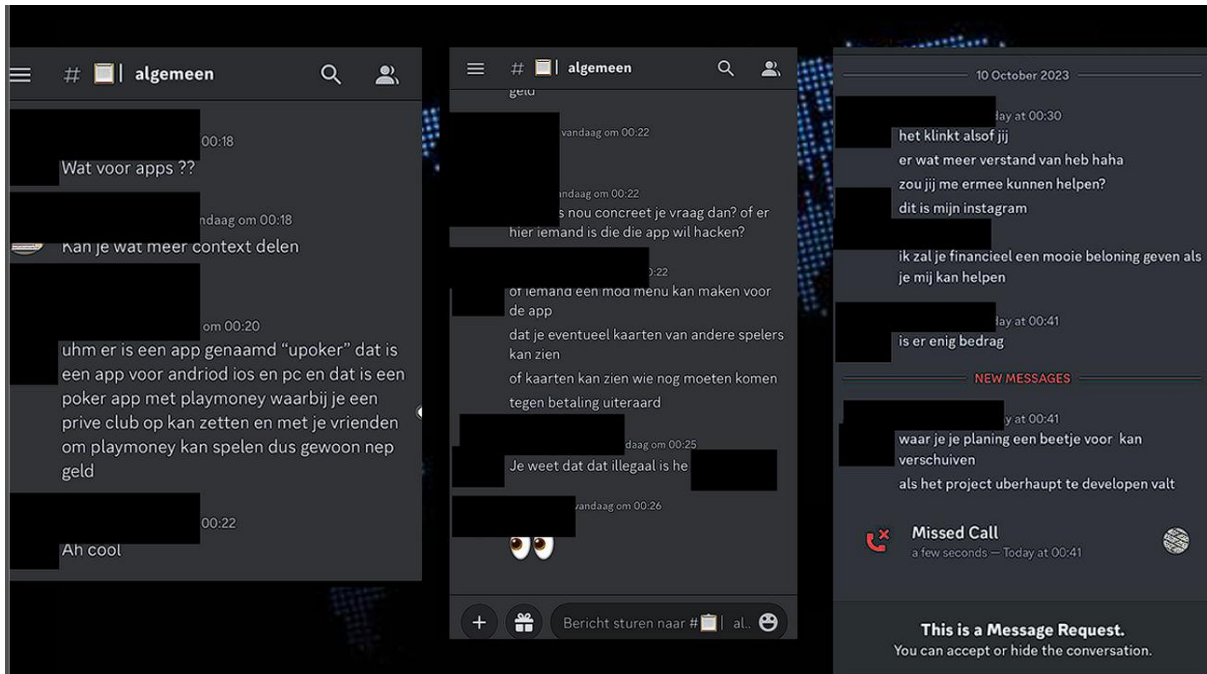 # | algemeen
00:18
Wat voor apps ??
ndaag om 00:18
Kan je wat meer context delen
om 00:20
uhm er is een app genaamd “upoker” dat is
een app voor andriod ios en pc en dat is een
poker app met playmoney waarbij je een
prive club op kan zetten en met je vrienden
om playmoney kan spelen dus gewoon nep
geld
00:22
Ah cool
# | algemeen
geld
vandaag om 00:22
andaag om 00:22
s nou concreet je vraag dan? of er
hier iemand is die die app wil hacken?
0:22
of iemand een mod menu kan maken voor
de app
dat je eventueel kaarten van andere spelers
kan zien
of kaarten kan zien wie nog moeten komen
tegen betaling uiteraard
daag om 00:25
Je weet dat dat illegaal is he
vandaag om 00:26
Bericht sturen naar # | al..
10 October 2023
day at 00:30
het klinkt alsof jij
er wat meer verstand van heb haha
zou jij me ermee kunnen helpen?
dit is mijn instagram
ik zal je financieel een mooie beloning geven als
je mij kan helpen
day at 00:41
is er enig bedrag
NEW MESSAGES
y at 00:41
waar je je planing een beetje voor kan
verschuiven
als het project uberhaupt te developen valt
Missed Call
a few seconds — Today at 00:41
This is a Message Request.
You can accept or hide the conversation.